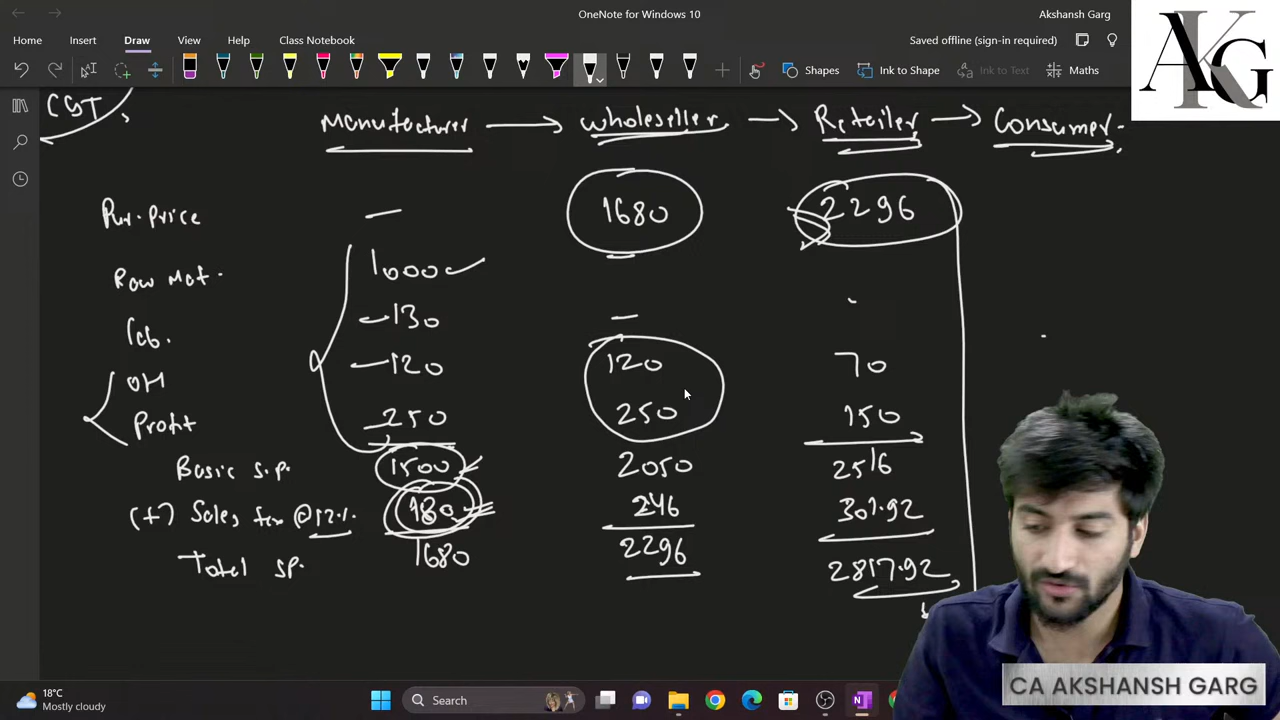 OneNote for Windows 10
Akshansh Garg
Home Insert Draw View Help Class Notebook
Saved offline (sign-in required)
Shapes Ink to Shape Ink to Text Maths
AKG
CST
Manufacturer → Wholeseller → Retailer → Consumer.
Pur. Price — 1680 2296
Raw Mat. 1000
Lab. 130 —
OH 120 120 70
Profit 250 250 150
Basic s.p. 1500 2050 2516
(+) Sales tax @ 12%. 180 246 301.92
Total sp. 1680 2296 2817.92
CA AKSHANSH GARG
18°C
Mostly cloudy
Search